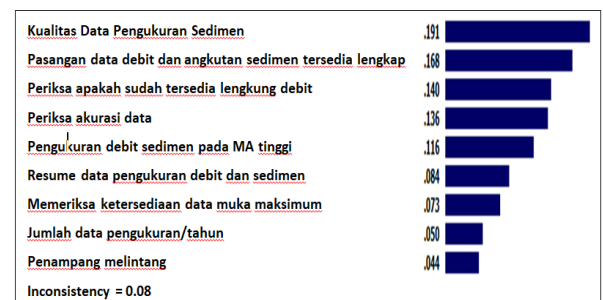 Kualitas Data Pengukuran Sedimen .191
Pasangan data debit dan angkutan sedimen tersedia lengkap .168
Periksa apakah sudah tersedia lengkung debit .140
Periksa akurasi data .136
Pengukuran debit sedimen pada MA tinggi .116
Resume data pengukuran debit dan sedimen .084
Memeriksa ketersediaan data muka maksimum .073
Jumlah data pengukuran/tahun .050
Penampang melintang .044
Inconsistency = 0.08